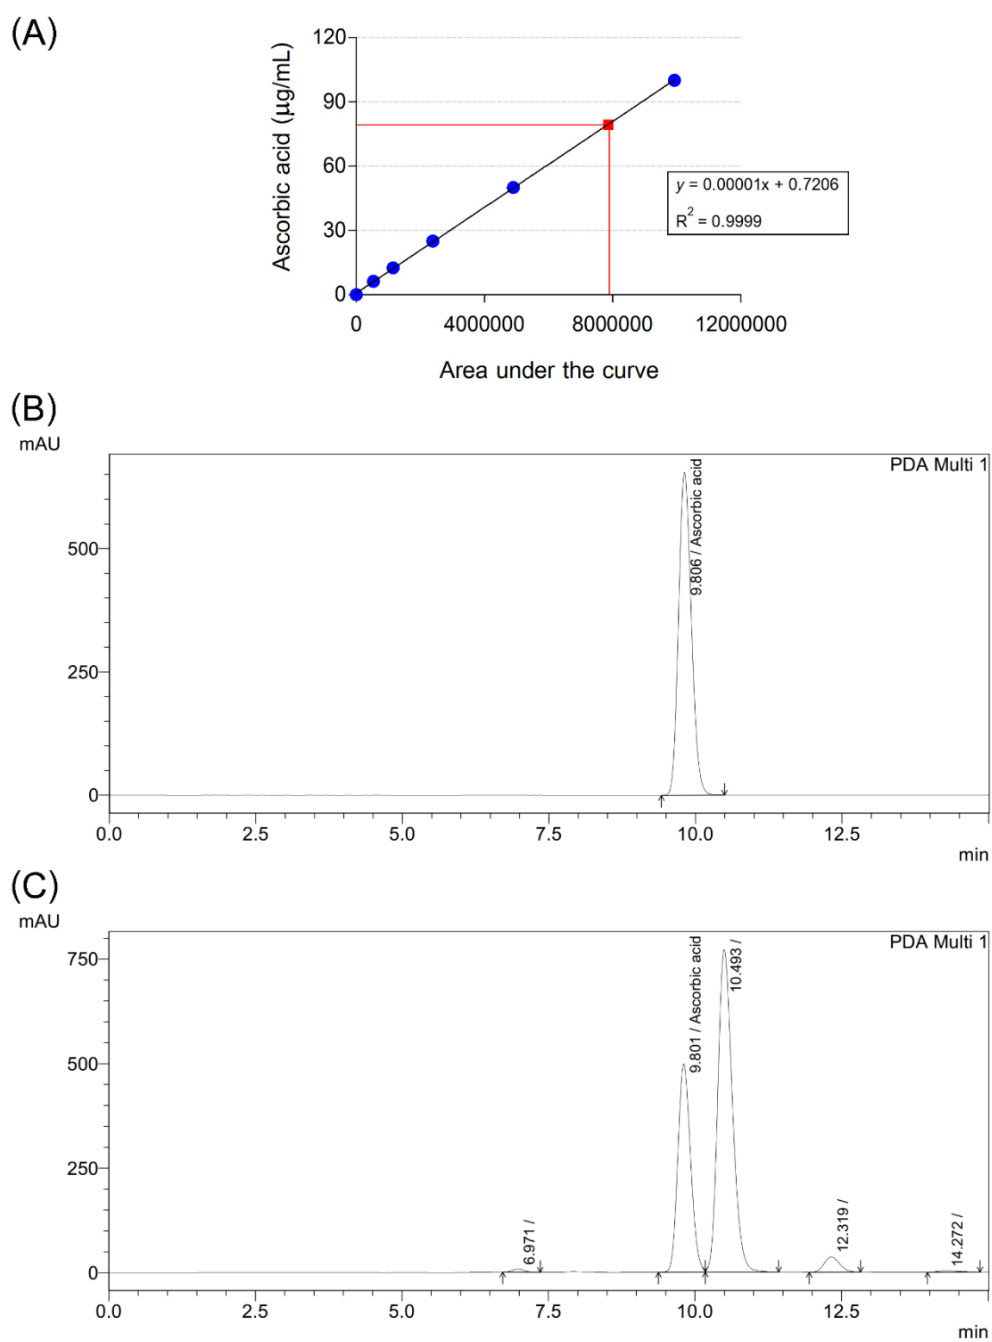 (A)
Ascorbic acid (µg/mL)
120
90
60
30
0
y = 0.00001x + 0.7206
R² = 0.9999
0 4000000 8000000 12000000
Area under the curve
(B)
mAU
PDA Multi 1
9.806 / Ascorbic acid
500
250
0
0.0 2.5 5.0 7.5 10.0 12.5
min
(C)
mAU
PDA Multi 1
750
500
250
0
6.971 /
9.801 / Ascorbic acid
10.493 /
12.319 /
14.272 /
0.0 2.5 5.0 7.5 10.0 12.5
min